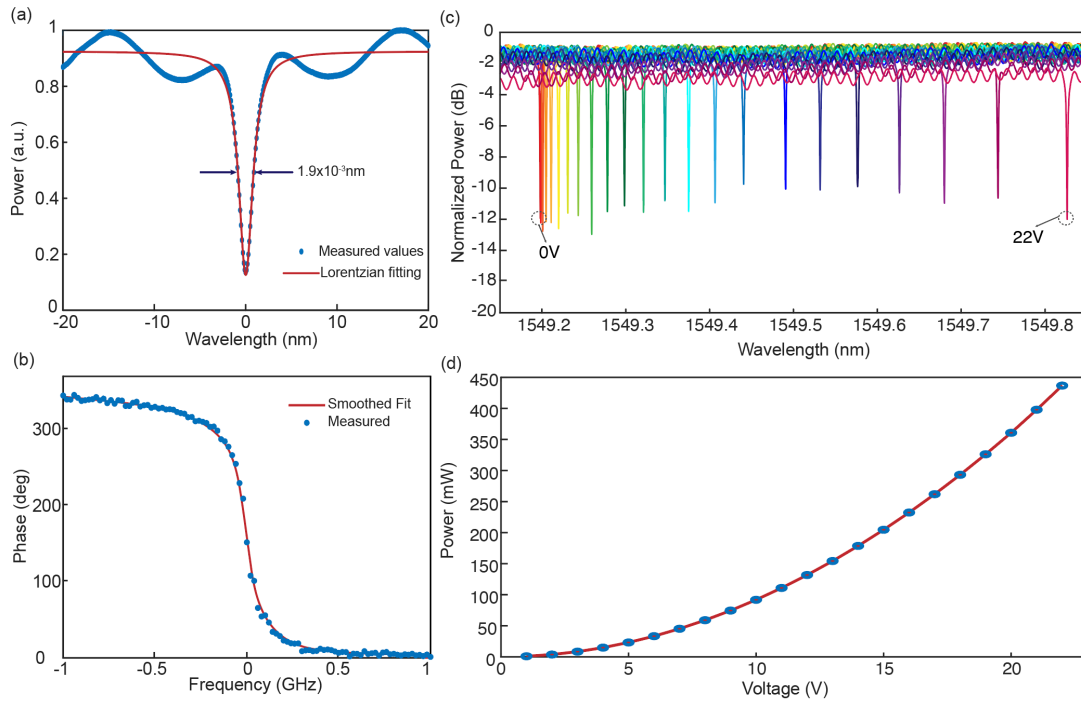 (a)
1
0.8
0.6
0.4
0.2
0
Power (a.u.)
1.9x10⁻³nm
Measured values
Lorentzian fitting
-20
-10
0
10
20
Wavelength (nm)
(c)
0
-2
-4
-6
-8
-10
-12
-14
-16
-18
-20
Normalized Power (dB)
0V
22V
1549.2
1549.3
1549.4
1549.5
1549.6
1549.7
1549.8
Wavelength (nm)
(b)
300
200
100
0
Phase (deg)
Smoothed Fit
Measured
-1
-0.5
0
0.5
1
Frequency (GHz)
(d)
450
400
350
300
250
200
150
100
50
0
Power (mW)
0
5
10
15
20
Voltage (V)